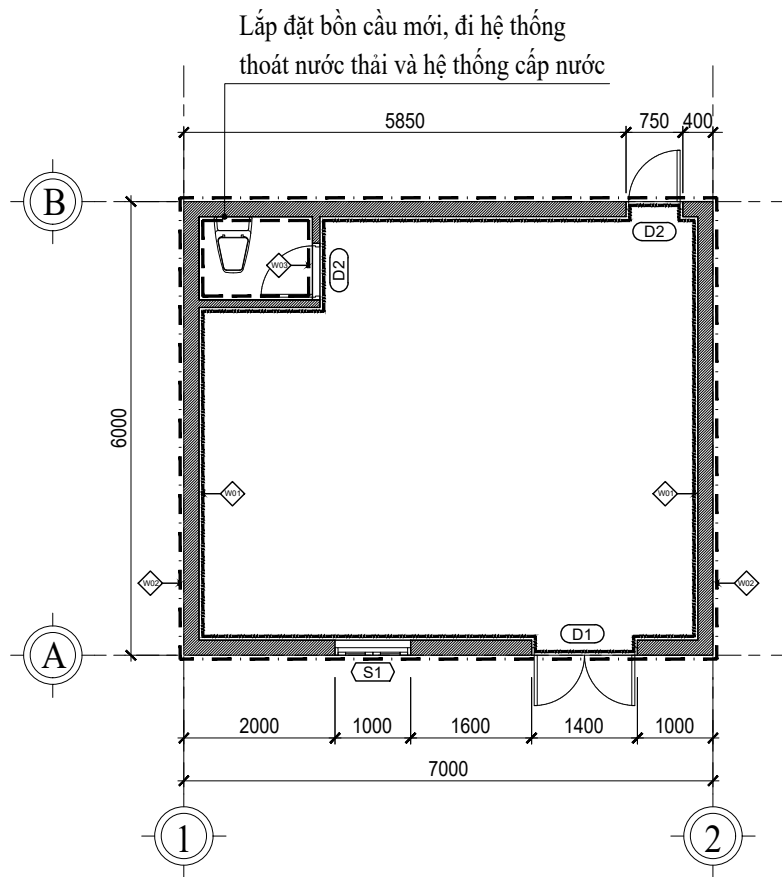 Lắp đặt bồn cầu mới, đi hệ thống
thoát nước thải và hệ thống cấp nước
5850
750
400
B
D2
W03
D2
6000
W01
W01
W02
W02
D1
A
S1
2000
1000
1600
1400
1000
7000
1
2